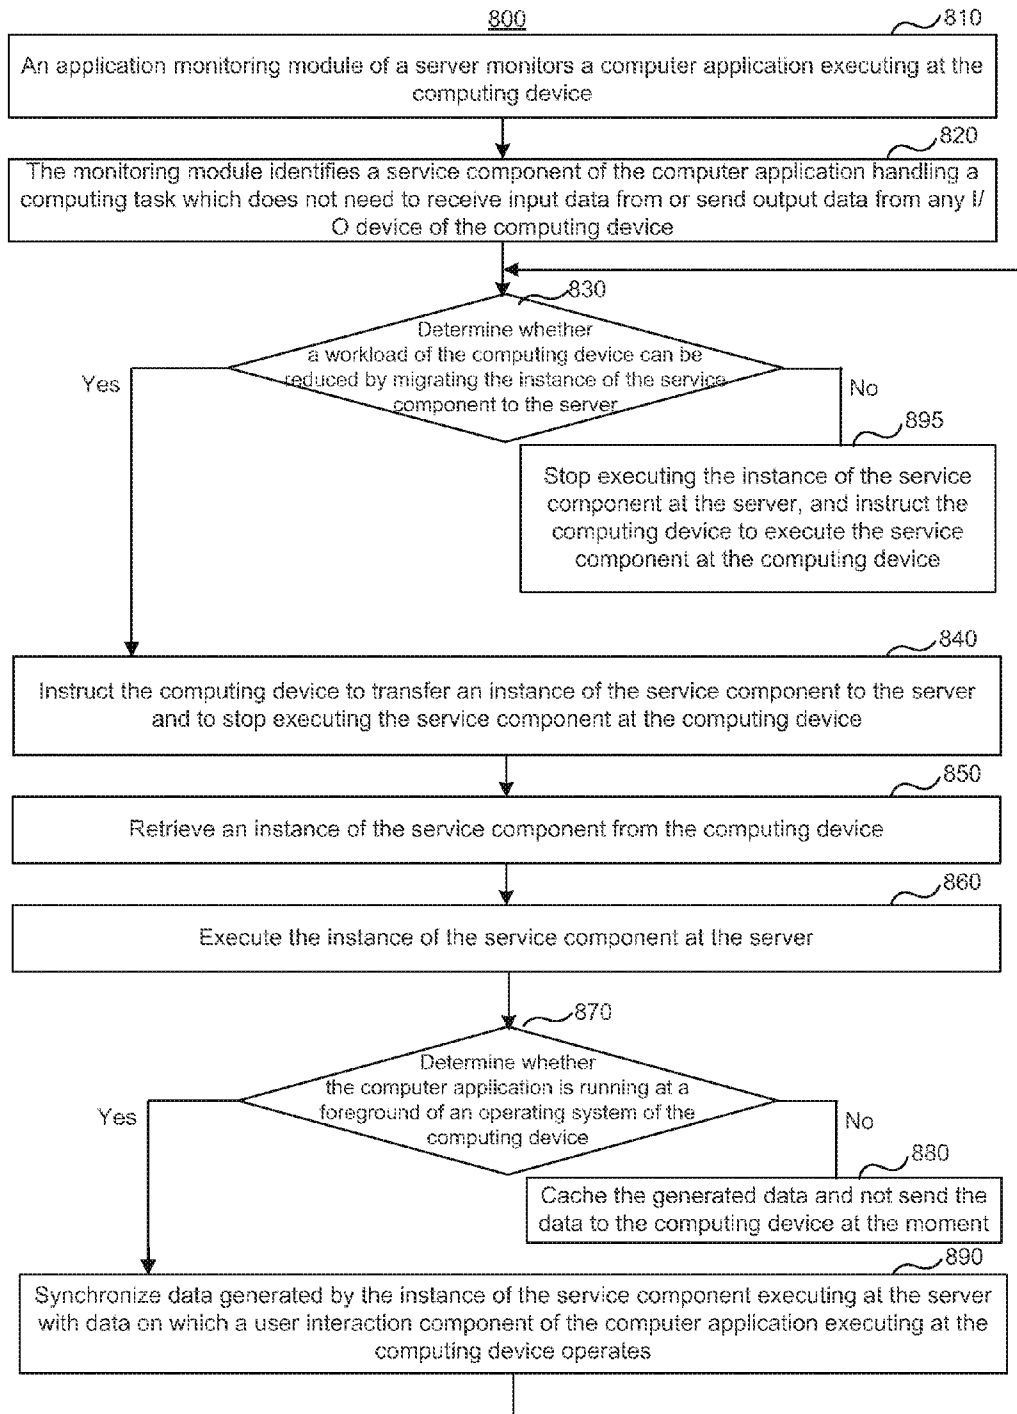 800
810
An application monitoring module of a server monitors a computer application executing at the
computing device
820
The monitoring module identifies a service component of the computer application handling a
computing task which does not need to receive input data from or send output data from any I/
O device of the computing device
830
Determine whether
a workload of the computing device can be
reduced by migrating the instance of the service
component to the server
Yes
No
895
Stop executing the instance of the service
component at the server, and instruct the
computing device to execute the service
component at the computing device
840
Instruct the computing device to transfer an instance of the service component to the server
and to stop executing the service component at the computing device
850
Retrieve an instance of the service component from the computing device
860
Execute the instance of the service component at the server
870
Determine whether
the computer application is running at a
foreground of an operating system of the
computing device
Yes
No
880
Cache the generated data and not send the
data to the computing device at the moment
890
Synchronize data generated by the instance of the service component executing at the server
with data on which a user interaction component of the computer application executing at the
computing device operates